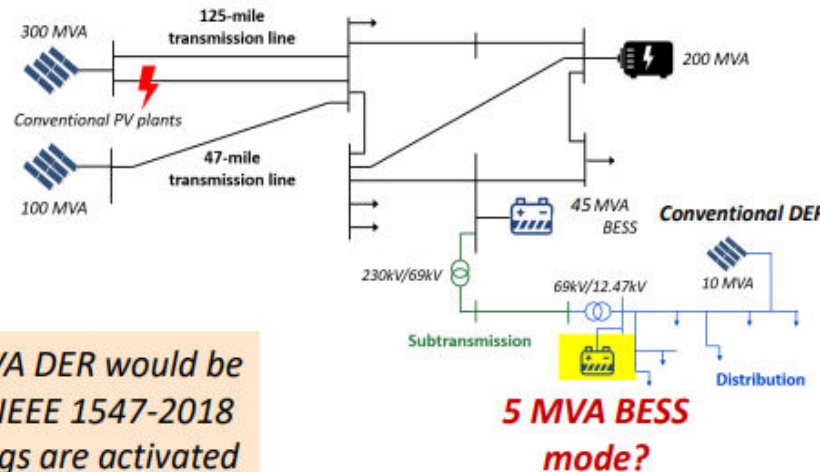 125-mile
transmission line
300 MVA
200 MVA
Conventional PV plants
47-mile
transmission line
100 MVA
45 MVA
BESS
Conventional DER
230kV/69kV
69kV/12.47kV
10 MVA
Subtransmission
Distribution
DER would be
IEEE 1547-2018
are activated
5 MVA BESS
mode?